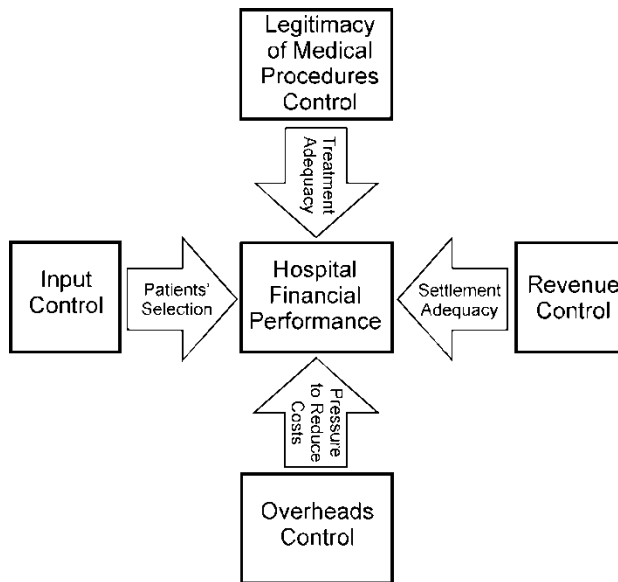 Legitimacy
of Medical
Procedures
Control
Treatment
Adequacy
Input
Control
Patients'
Selection
Hospital
Financial
Performance
Settlement
Adequacy
Revenue
Control
Pressure
to Reduce
Costs
Overheads
Control